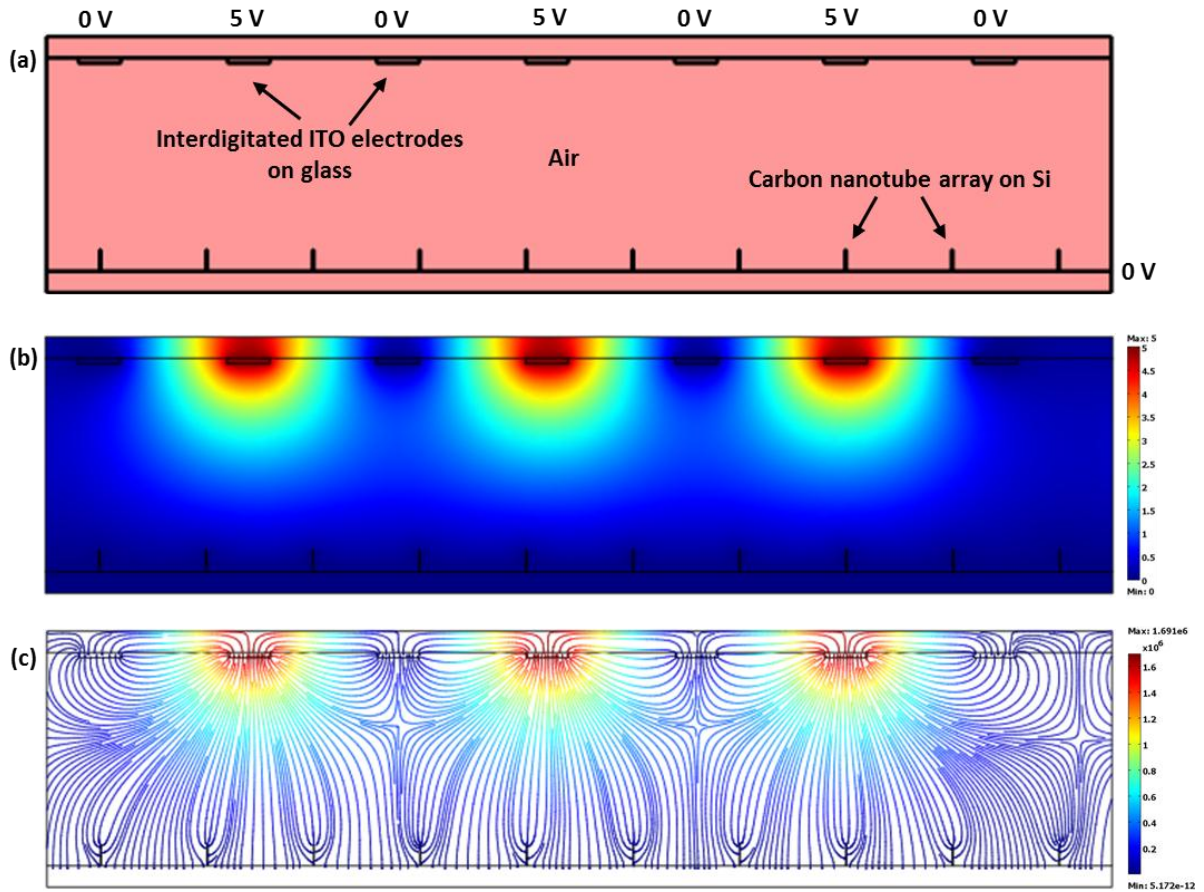 0 V 5 V 0 V 5 V 0 V 5 V 0 V
(a)
Interdigitated ITO electrodes
on glass
Air
Carbon nanotube array on Si
0 V
(b)
Max: 5
5
4.5
4
3.5
3
2.5
2
1.5
1
0.5
0
Min: 0
(c)
Max: 1.691e6
x10⁶
1.6
1.4
1.2
1
0.8
0.6
0.4
0.2
Min: 5.172e-12